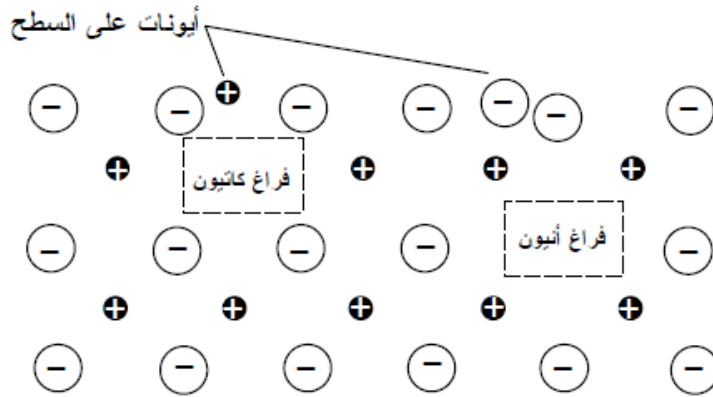 أيونات على السطح
فراغ كاتيون
فراغ أنيون